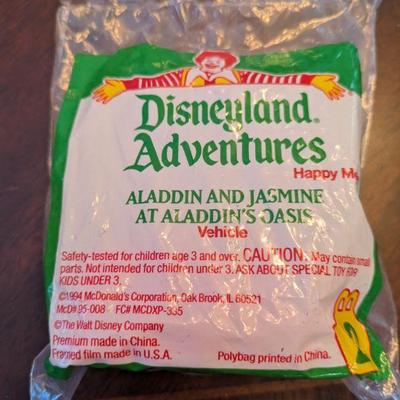 Disneyland®
Adventures
Happy Me
ALADDIN AND JASMINE
AT ALADDIN'S OASIS
Vehicle
Safety-tested for children age 3 and over. CAUTION: May contain small
parts. Not intended for children under 3. ASK ABOUT SPECIAL TOY FOR
KIDS UNDER 3.
©1994 McDonald's Corporation, Oak Brook, IL 60521
McD# 95-008 FC# MCDXP-335
©The Walt Disney Company
Premium made in China.
Framed film made in U.S.A.
Polybag printed in China.
2